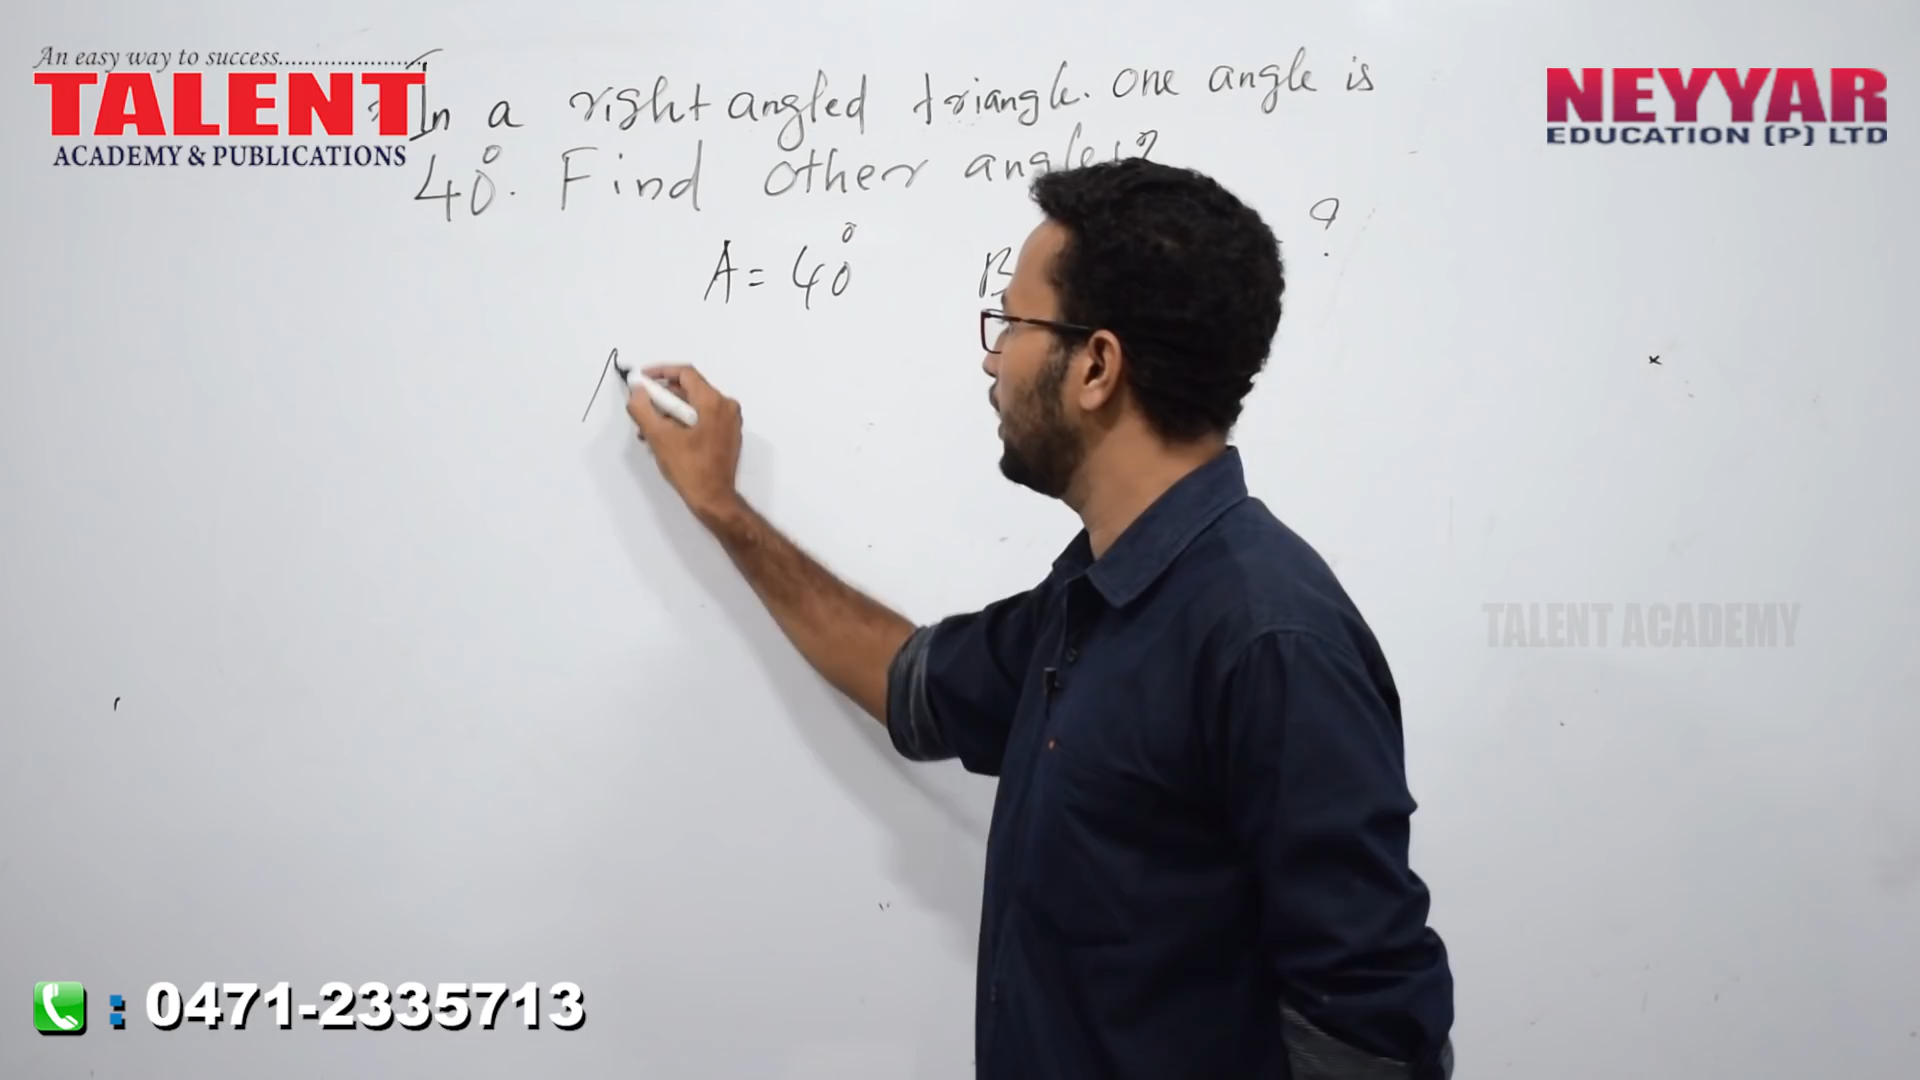 An easy way to success......................
TALENT
ACADEMY & PUBLICATIONS
NEYYAR
EDUCATION (P) LTD
In a right angled triangle. One angle is
40°. Find other angles?
A = 40° B ?
A
TALENT ACADEMY
: 0471-2335713